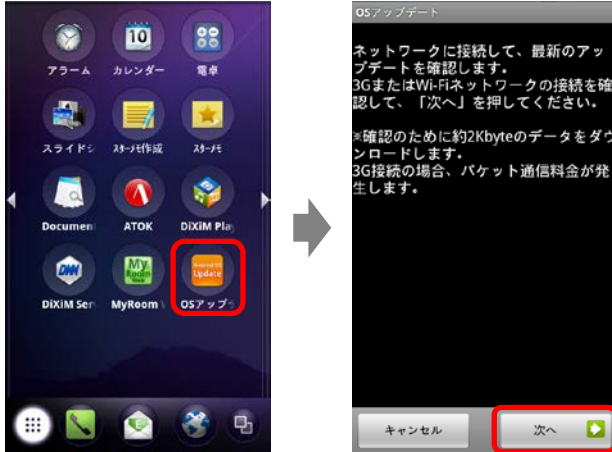 10
アラーム
カレンダー
電卓
スライドシ
スターメモ作成
スターメモ
Documen
ATOK
DiXiM Pla
DMW
My
Room
Android OS
Update
DiXiM Ser
MyRoom
OSアップ
OSアップデート
ネットワークに接続して、最新のアッ
プデートを確認します。
3GまたはWi-Fiネットワークの接続を確
認して、「次へ」を押してください。
※確認のために約2Kbyteのデータをダウ
ンロードします。
3G接続の場合、パケット通信料金が発
生します。
キャンセル
次へ